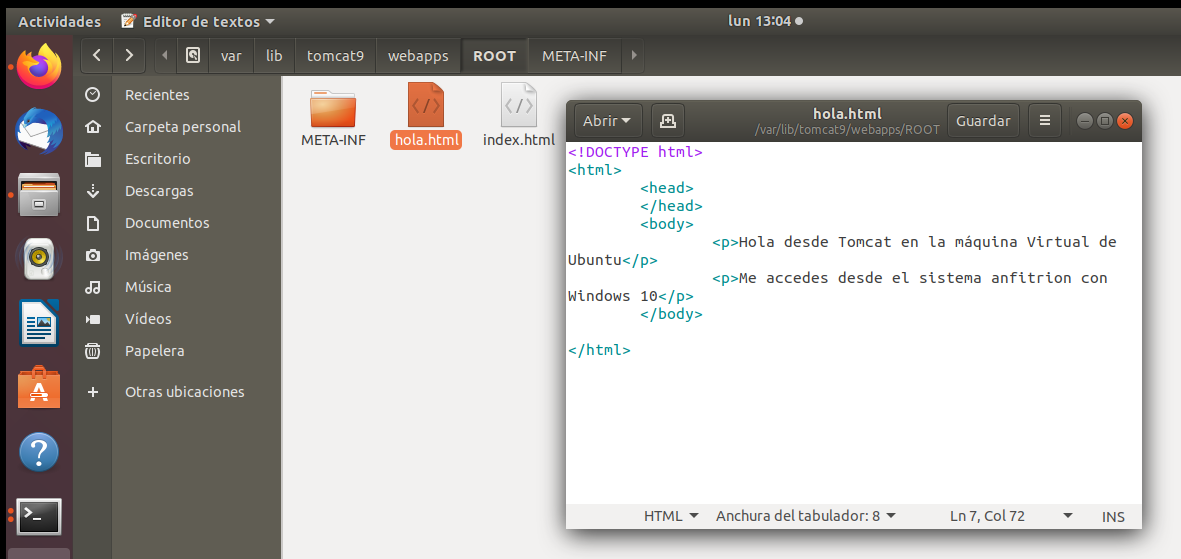 Actividades
Editor de textos
lun 13:04
var
lib
tomcat9
webapps
ROOT
META-INF
Recientes
Carpeta personal
Escritorio
Descargas
Documentos
Imágenes
Música
Vídeos
Papelera
Otras ubicaciones
META-INF
hola.html
index.html
Abrir
hola.html
/var/lib/tomcat9/webapps/ROOT
Guardar
<!DOCTYPE html>
<html>
<head>
</head>
<body>
<p>Hola desde Tomcat en la máquina Virtual de
Ubuntu</p>
<p>Me accedes desde el sistema anfitrion con
Windows 10</p>
</body>
</html>
HTML
Anchura del tabulador: 8
Ln 7, Col 72
INS